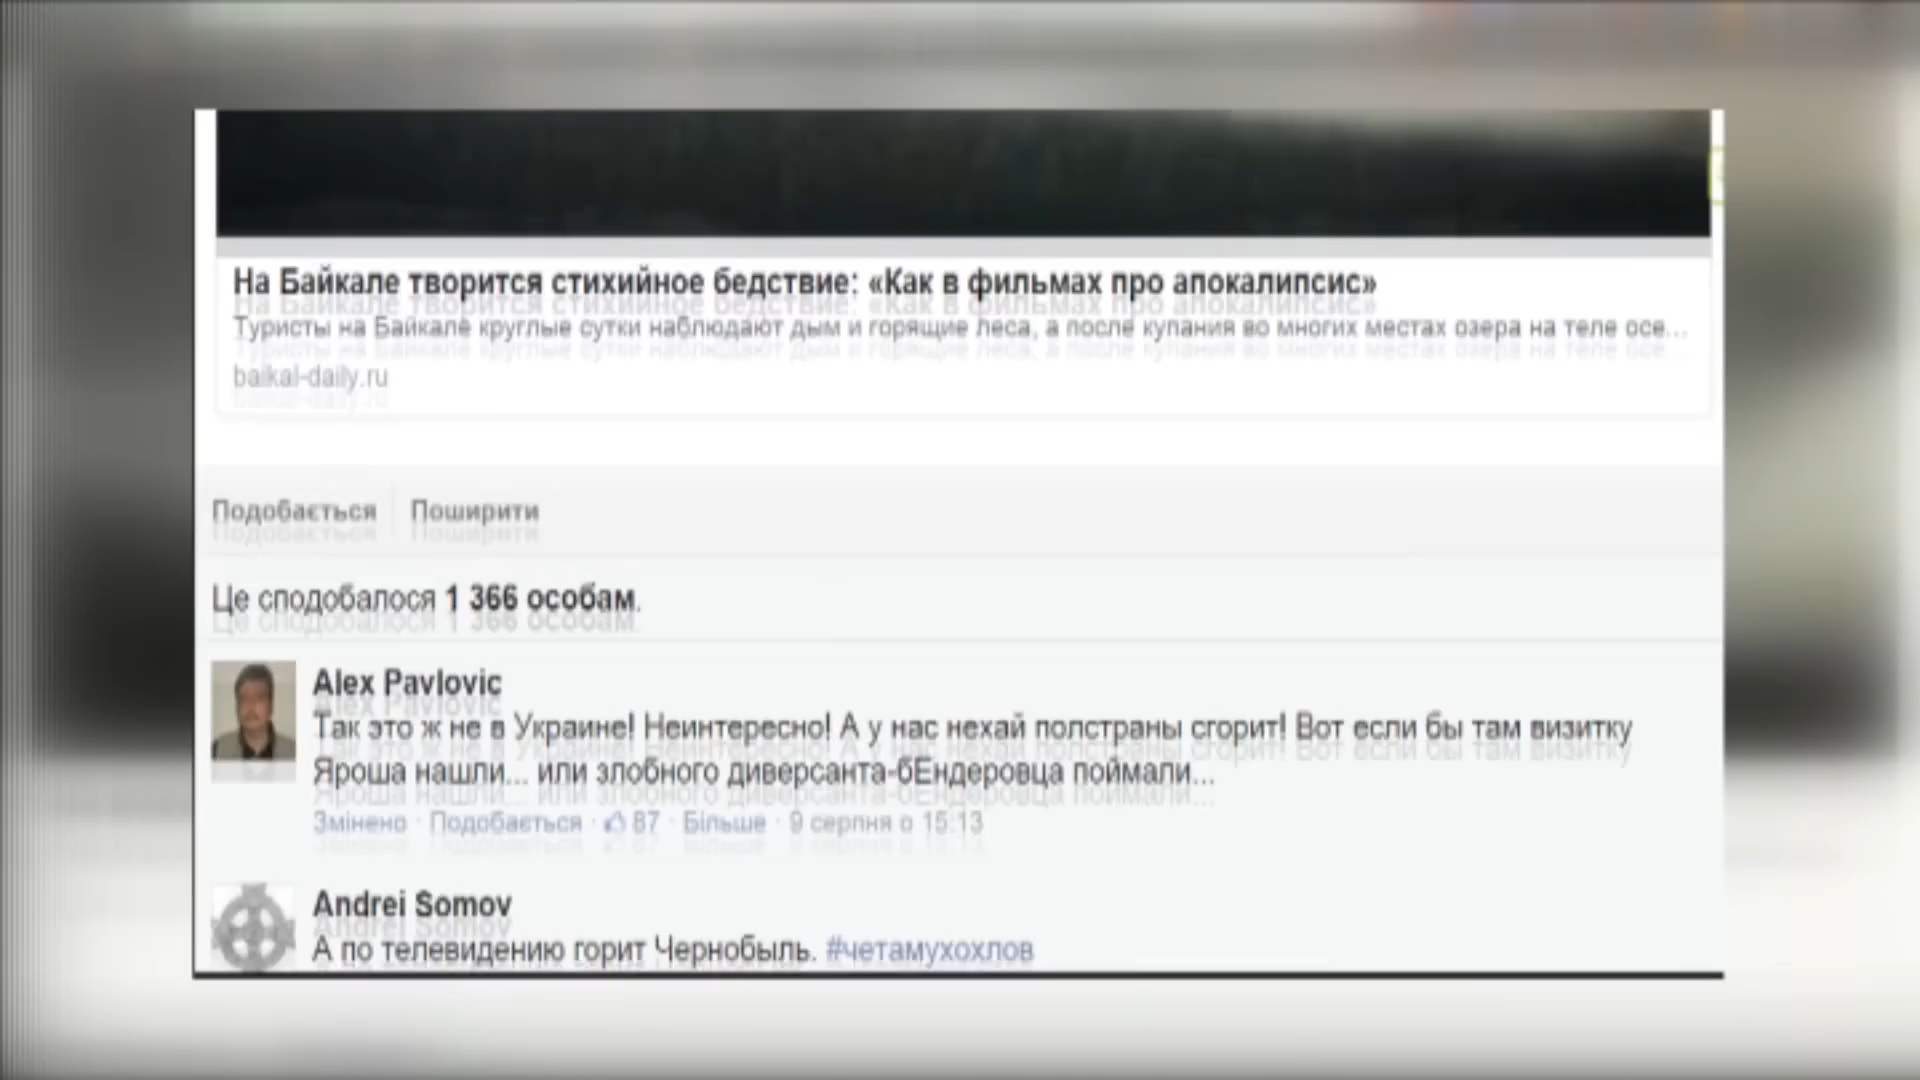 На Байкале творится стихийное бедствие: «Как в фильмах про апокалипсис»
Туристы на Байкале круглые сутки наблюдают дым и горящие леса, а после купания во многих местах озера на теле осе...
baikal-daily.ru
Подобається Поширити
Це сподобалося 1 366 особам.
Alex Pavlovic
Так это ж не в Украине! Неинтересно! А у нас нехай полстраны сгорит! Вот если бы там визитку
Яроша нашли... или злобного диверсанта-бЕндеровца поймали...
Змінено · Подобається · 87 · Більше · 9 серпня о 15:13
Andrei Somov
А по телевидению горит Чернобыль. #четамухохлов